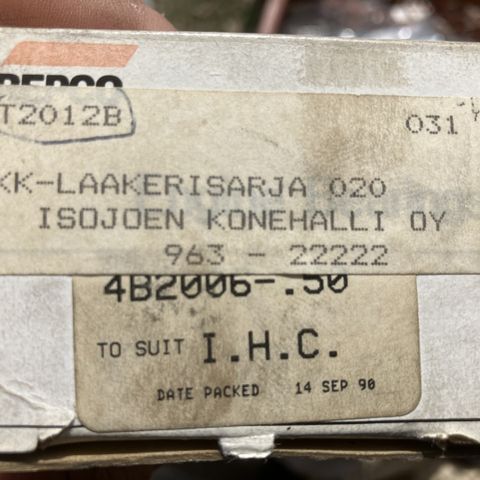 REPCO
T2012B
031
KK-LAAKERISARJA 020
ISOJOEN KONEHALLI OY
963 - 22222
4B2006-.50
TO SUIT I.H.C.
DATE PACKED 14 SEP 90